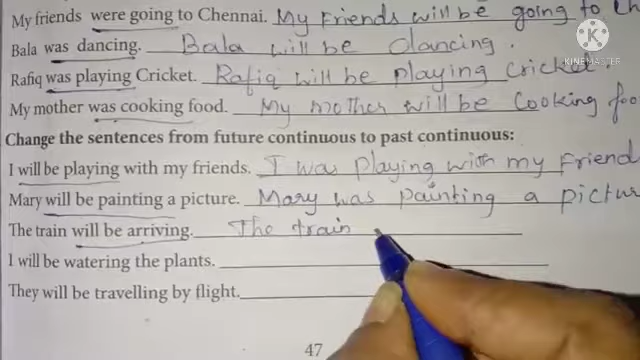 My friends were going to Chennai. My Friends will be going to Ch
Bala was dancing. Bala will be dancing.
Rafiq was playing Cricket. Rafiq will be playing cricket.
My mother was cooking food. My mother will be cooking foo
Change the sentences from future continuous to past continuous:
I will be playing with my friends. I was playing with my Friend
Mary will be painting a picture. Mary was painting a pictur
The train will be arriving. The train
I will be watering the plants.
They will be travelling by flight.
47
KINEMASTER